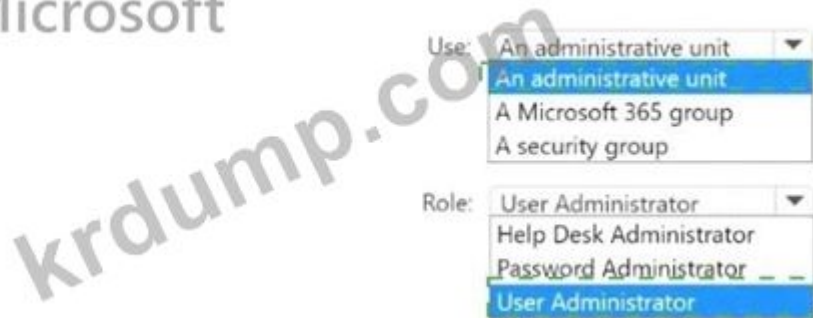 Microsoft
Use: An administrative unit
An administrative unit
A Microsoft 365 group
A security group
krdump.com
Role: User Administrator
Help Desk Administrator
Password Administrator
User Administrator